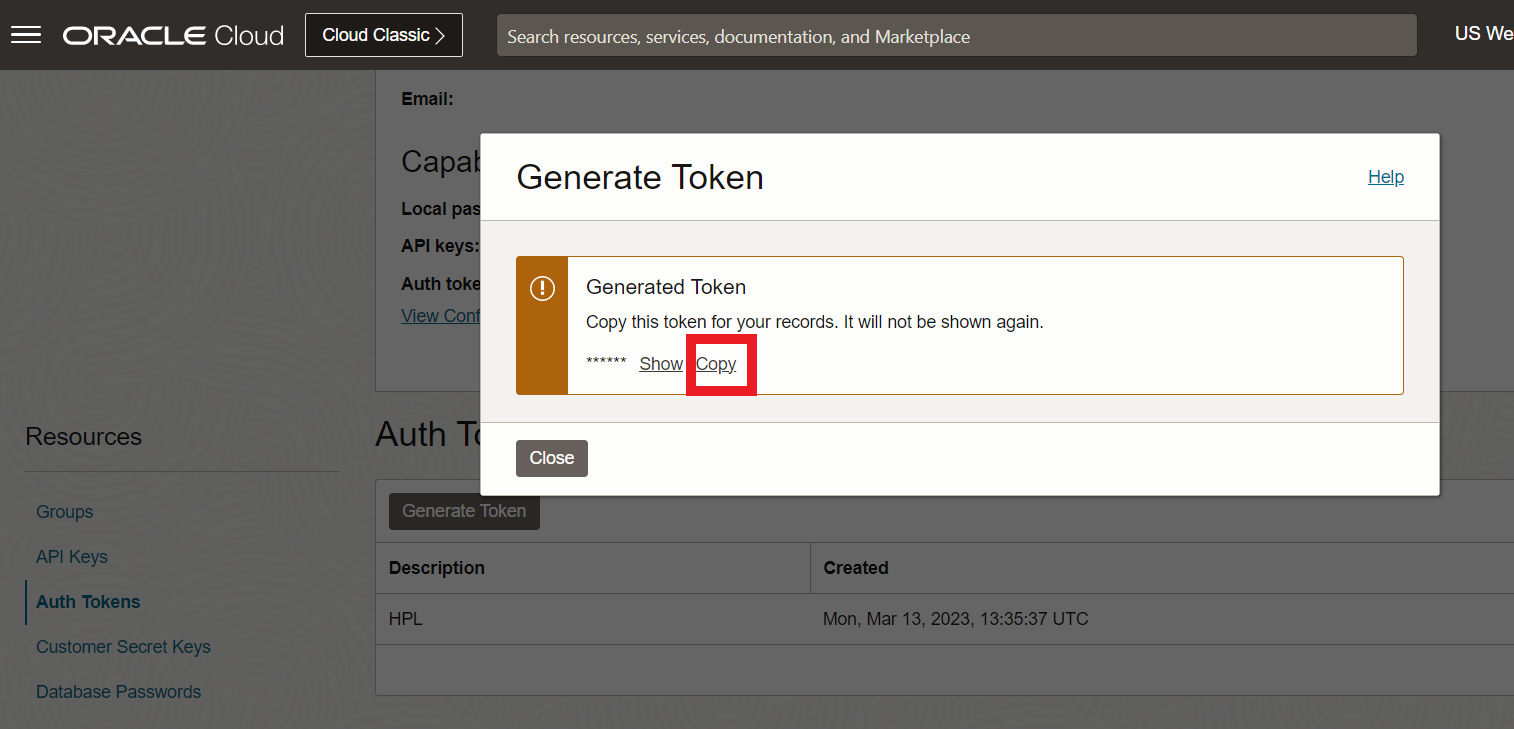 ORACLE Cloud
Cloud Classic
Search resources, services, documentation, and Marketplace
US We
Email:
Capab
Local pas
API keys:
Auth toke
View Conf
Generate Token
Help
Generated Token
Copy this token for your records. It will not be shown again.
****** Show Copy
Close
Resources
Groups
API Keys
Auth Tokens
Customer Secret Keys
Database Passwords
Auth To
Generate Token
Description Created
HPL Mon, Mar 13, 2023, 13:35:37 UTC